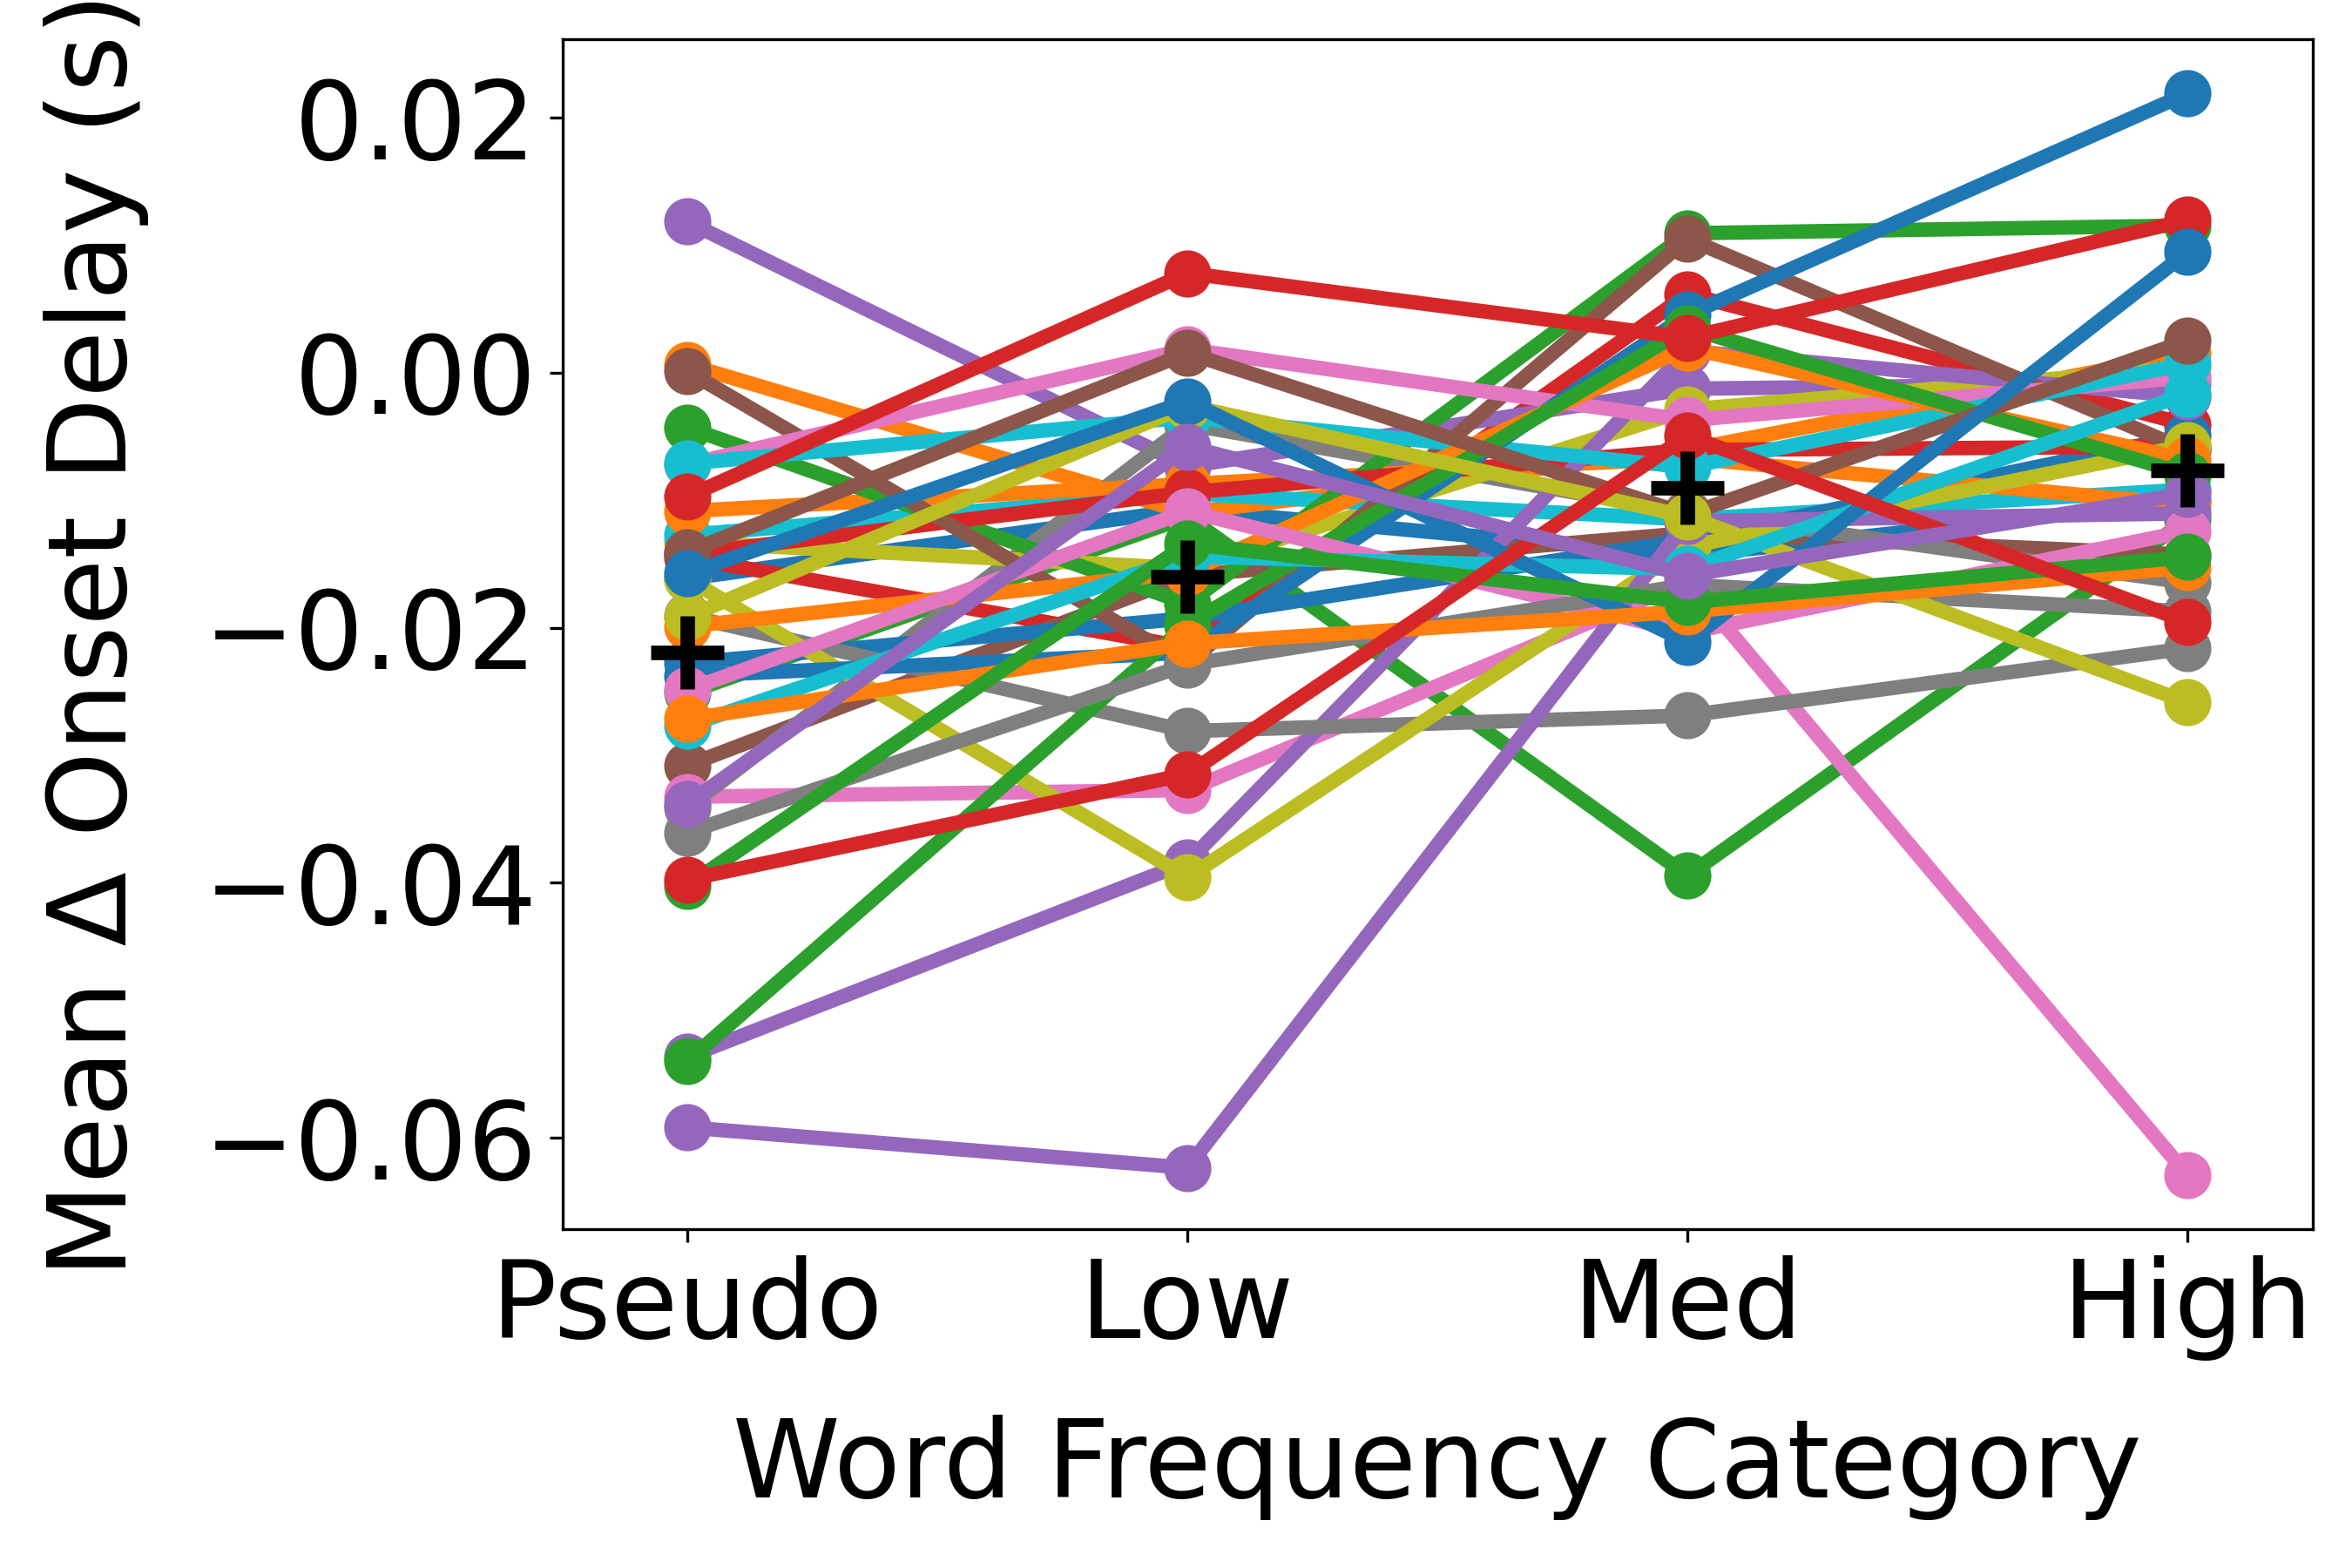 Mean Δ Onset Delay (s)
0.02
0.00
−0.02
−0.04
−0.06
Pseudo Low Med High
Word Frequency Category